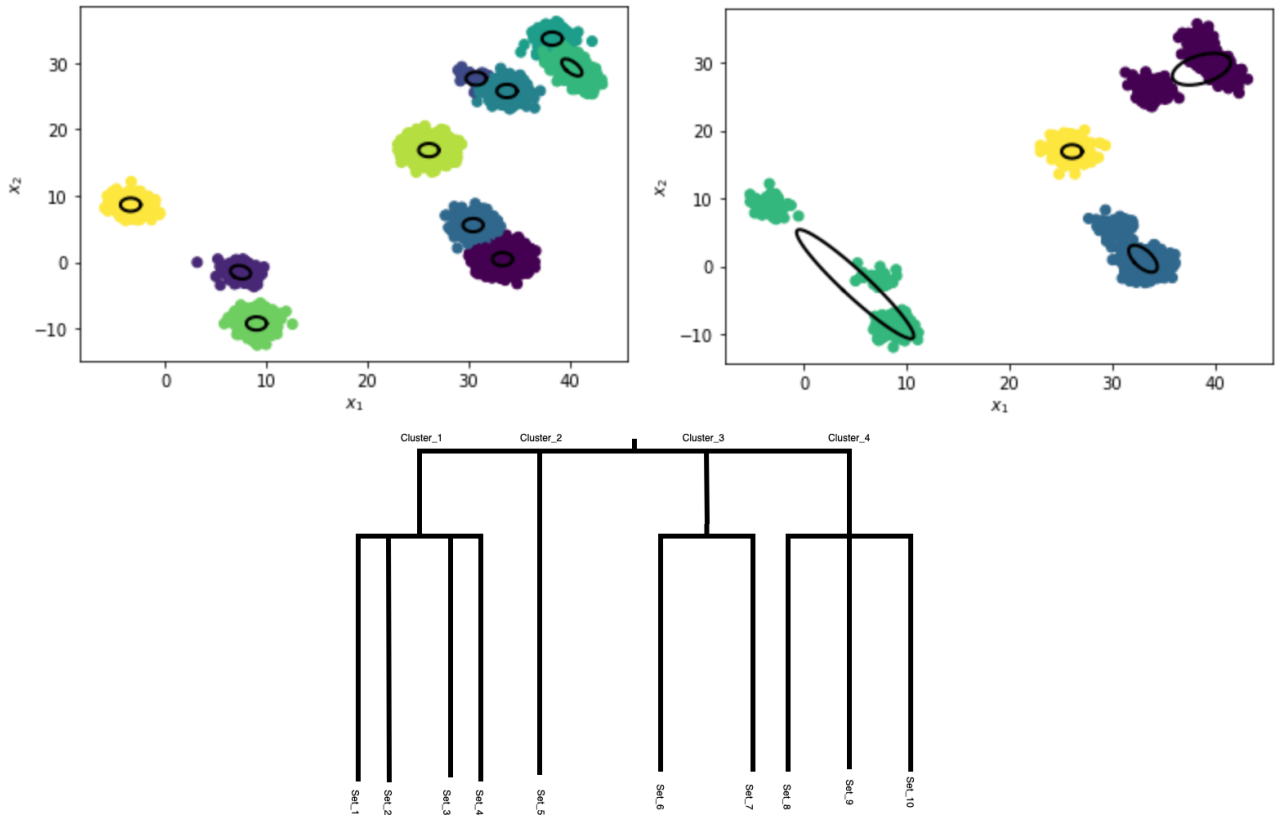 30
20
10
0
−10
x₂
0
10
20
30
40
x₁
30
20
10
0
−10
x₂
0
10
20
30
40
x₁
Cluster_1
Cluster_2
Cluster_3
Cluster_4
Set_1
Set_2
Set_3
Set_4
Set_5
Set_6
Set_7
Set_8
Set_9
Set_10